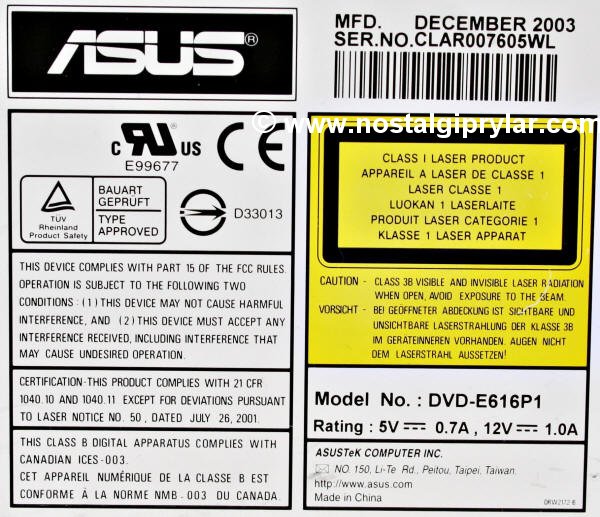 ASUS®
MFD. DECEMBER 2003
SER.NO.CLAR007605WL
© www.nostalgiprylar.com
C RU US
E99677
CE
TÜV
Rheinland
Product Safety
BAUART
GEPRÜFT
TYPE
APPROVED
D33013
THIS DEVICE COMPLIES WITH PART 15 OF THE FCC RULES.
OPERATION IS SUBJECT TO THE FOLLOWING TWO
CONDITIONS : (1) THIS DEVICE MAY NOT CAUSE HARMFUL
INTERFERENCE, AND (2) THIS DEVICE MUST ACCEPT ANY
INTERFERENCE RECEIVED, INCLUDING INTERFERENCE THAT
MAY CAUSE UNDESIRED OPERATION.
CERTIFICATION-THIS PRODUCT COMPLIES WITH 21 CFR
1040.10 AND 1040.11 EXCEPT FOR DEVIATIONS PURSUANT
TO LASER NOTICE NO. 50, DATED JULY 26, 2001.
THIS CLASS B DIGITAL APPARATUS COMPLIES WITH
CANADIAN ICES-003.
CET APPAREIL NUMÉRIQUE DE LA CLASSE B EST
CONFORME À LA NORME NMB-003 DU CANADA.
CLASS I LASER PRODUCT
APPAREIL A LASER DE CLASSE 1
LASER CLASSE 1
LUOKAN 1 LASERLAITE
PRODUIT LASER CATEGORIE 1
KLASSE 1 LASER APPARAT
CAUTION - CLASS 3B VISIBLE AND INVISIBLE LASER RADIATION
WHEN OPEN, AVOID EXPOSURE TO THE BEAM.
VORSICHT - BEI GEÖFFNETER ABDECKUNG IST SICHTBARE UND
UNSICHTBARE LASERSTRAHLUNG DER KLASSE 3B
IM GERATEINNEREN VORHANDEN. AUGEN NICHT
DEM LASERSTRAHL AUSSETZEN!
Model No. : DVD-E616P1
Rating : 5V 0.7A , 12V 1.0A
ASUSTeK COMPUTER INC.
NO. 150, Li-Te Rd., Peitou, Taipei, Taiwan.
http://www.asus.com
Made in China
DRW2172-E